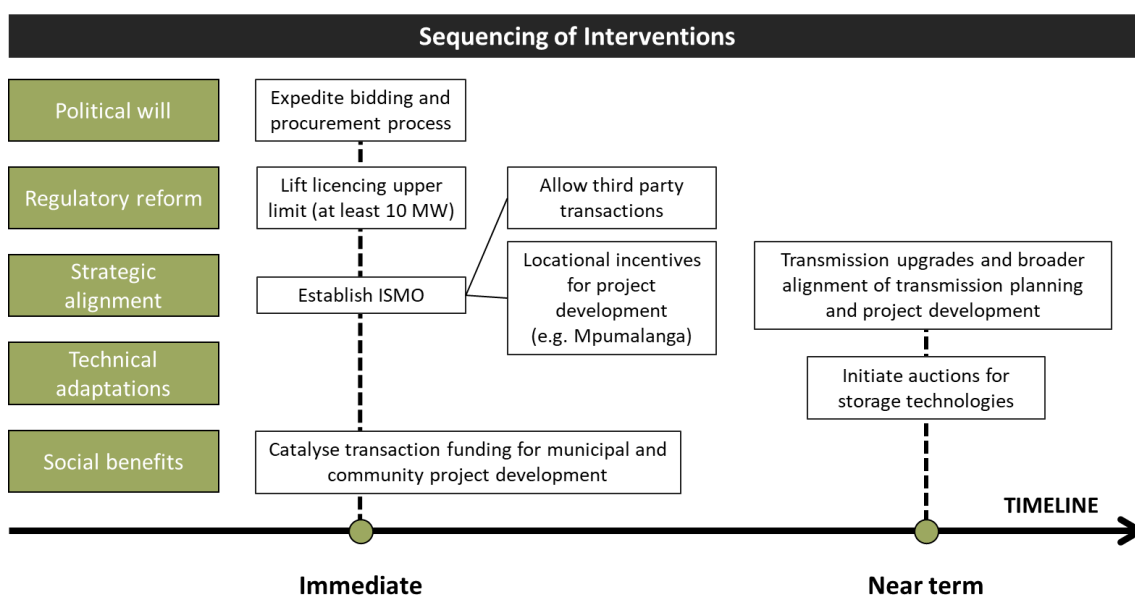 Sequencing of Interventions
Political will
Expedite bidding and
procurement process
Regulatory reform
Lift licencing upper
limit (at least 10 MW)
Allow third party
transactions
Strategic
alignment
Establish ISMO
Locational incentives
for project
development
(e.g. Mpumalanga)
Transmission upgrades and broader
alignment of transmission planning
and project development
Technical
adaptations
Initiate auctions for
storage technologies
Social benefits
Catalyse transaction funding for municipal and
community project development
TIMELINE
Immediate
Near term